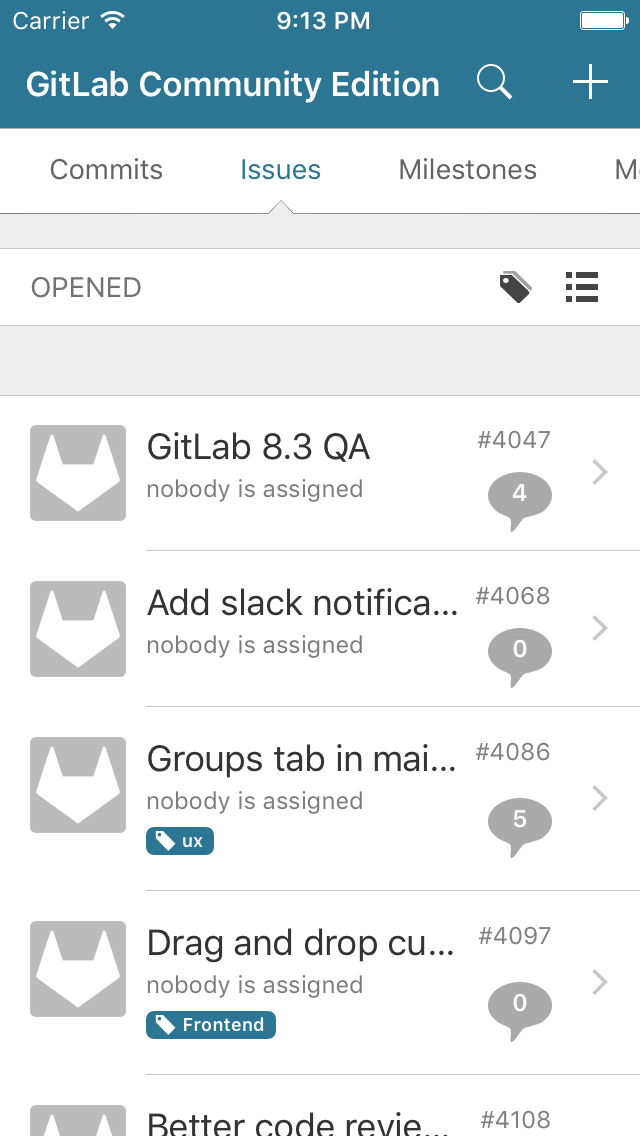 Carrier 9:13 PM
GitLab Community Edition
Commits Issues Milestones M
OPENED
GitLab 8.3 QA #4047
nobody is assigned 4
Add slack notifica... #4068
nobody is assigned 0
Groups tab in mai... #4086
nobody is assigned 5
ux
Drag and drop cu... #4097
nobody is assigned 0
Frontend
Better code revie... #4108